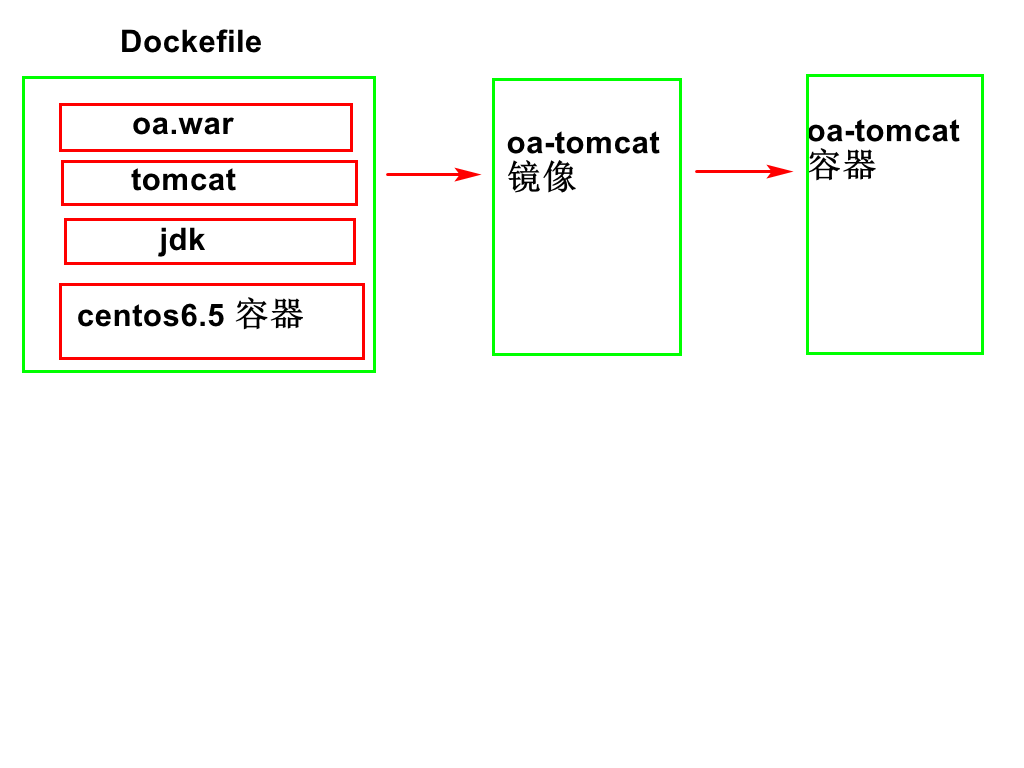 Dockefile
oa.war
tomcat
jdk
centos6.5 容器
oa-tomcat
镜像
oa-tomcat
容器